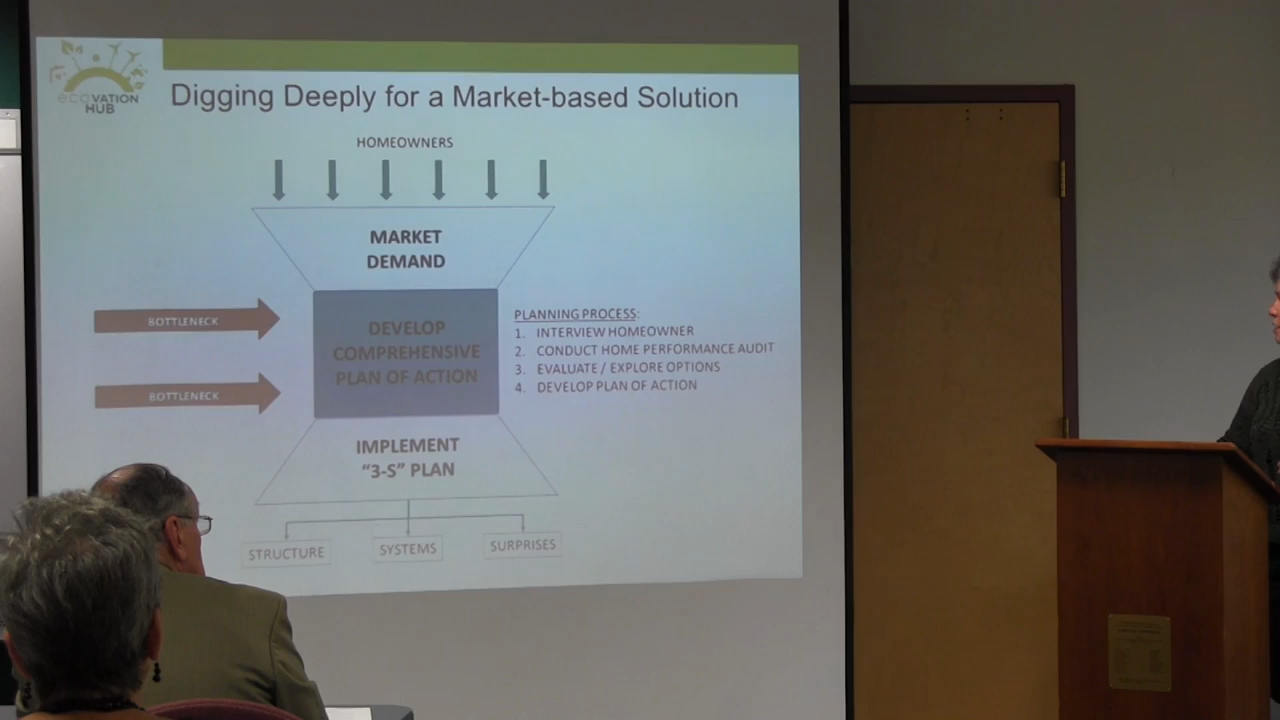 ecoVATION
HUB
Digging Deeply for a Market-based Solution
HOMEOWNERS
MARKET
DEMAND
BOTTLENECK
BOTTLENECK
DEVELOP
COMPREHENSIVE
PLAN OF ACTION
PLANNING PROCESS:
1. INTERVIEW HOMEOWNER
2. CONDUCT HOME PERFORMANCE AUDIT
3. EVALUATE / EXPLORE OPTIONS
4. DEVELOP PLAN OF ACTION
IMPLEMENT
"3-S" PLAN
STRUCTURE
SYSTEMS
SURPRISES